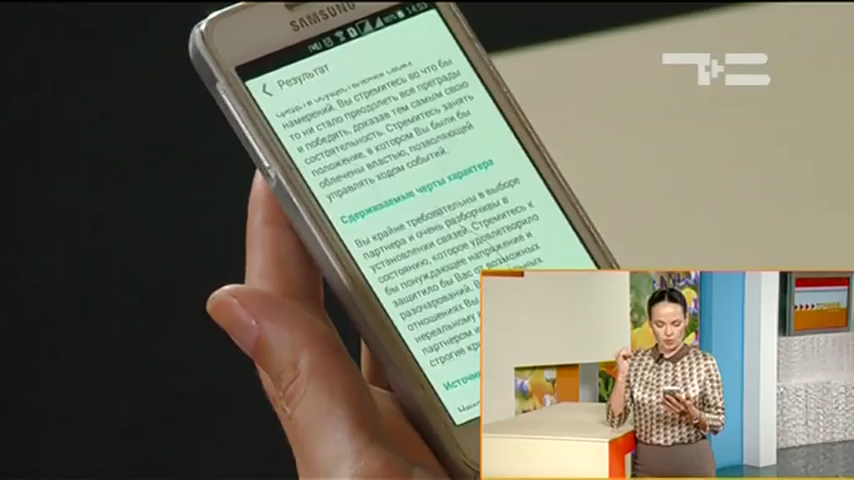 SAMSUNG
14:53
Результат
намерений. Вы стремитесь во что бы
то ни стало преодолеть все преграды
и победить, доказав тем самым свою
состоятельность. Стремитесь занять
положение, в котором Вы были бы
облечены властью, позволяющей
управлять ходом событий.
Сдерживаемые черты характера
Вы крайне требовательны в выборе
партнера и очень разборчивы в
установлении связей. Стремитесь к
состоянию, которое удовлетворило
бы понуждающее напряжение и
защитило бы Вас от возможных
разочарований. В
отношениях Вы
нереальному
партнером и
строгие